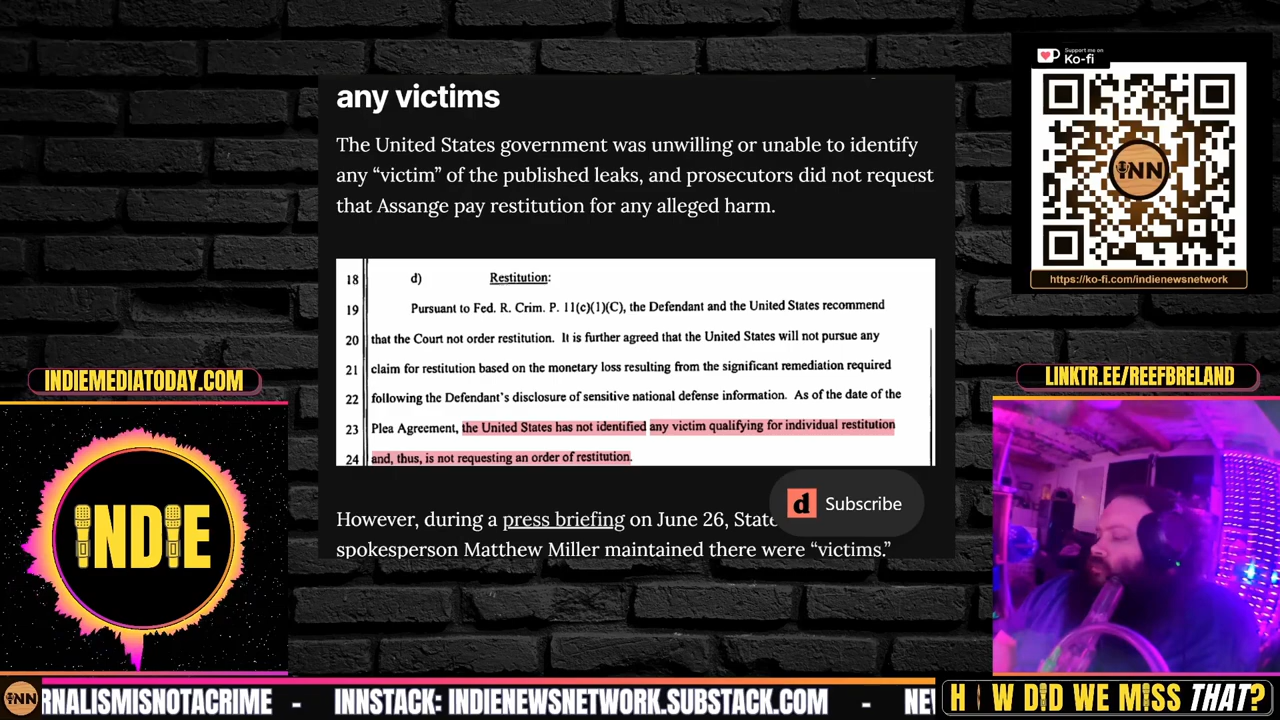 any victims
The United States government was unwilling or unable to identify
any “victim” of the published leaks, and prosecutors did not request
that Assange pay restitution for any alleged harm.
18 d) Restitution:
19 Pursuant to Fed. R. Crim. P. 11(c)(1)(C), the Defendant and the United States recommend
20 that the Court not order restitution. It is further agreed that the United States will not pursue any
21 claim for restitution based on the monetary loss resulting from the significant remediation required
22 following the Defendant's disclosure of sensitive national defense information. As of the date of the
23 Plea Agreement, the United States has not identified any victim qualifying for individual restitution
24 and, thus, is not requesting an order of restitution.
d Subscribe
However, during a press briefing on June 26, State
spokesperson Matthew Miller maintained there were “victims.”
Support me on
Ko-fi
INN
https://ko-fi.com/indienewsnetwork
INDIEMEDIATODAY.COM
INDIE
LINKTR.EE/REEFBRELAND
INN
RNALISMISNOTACRIME - INNSTACK: INDIENEWSNETWORK.SUBSTACK.COM - NEW
HOW DID WE MISS THAT?